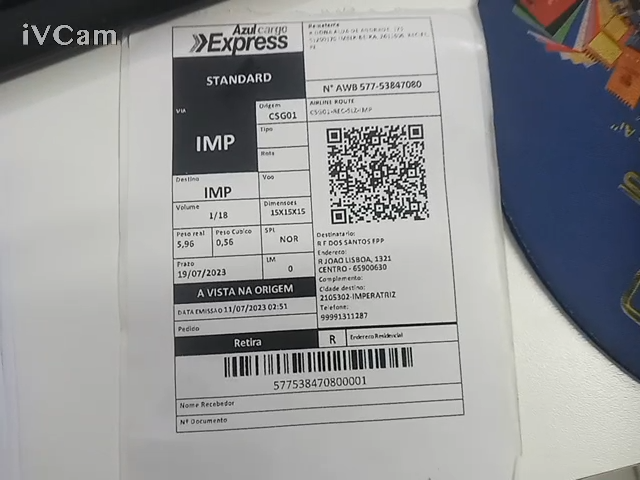 iVCam
Azul cargo
Express
STANDARD
Remetente
Nº AWB 577-53847080
VIA
IMP
Origem
CSG01
Tipo
Rota
AIRLINE ROUTE
CSG01-REC-SLZ-IMP
Destino
IMP
Voo
Volume
1/18
Dimensoes
15X15X15
Peso real
5,96
Peso Cubico
0,56
SPL
NOR
Prazo
19/07/2023
LM
0
A VISTA NA ORIGEM
DATA EMISSAO 11/07/2023 02:51
Pedido
Destinatario:
R F DOS SANTOS EPP
Endereco:
R JOAO LISBOA, 1321
CENTRO - 65900630
Complemento:
Cidade destino:
2105302-IMPERATRIZ
Telefone:
99991311287
Retira
R
Endereco Residencial
577538470800001
Nome Recebedor
Nº Documento